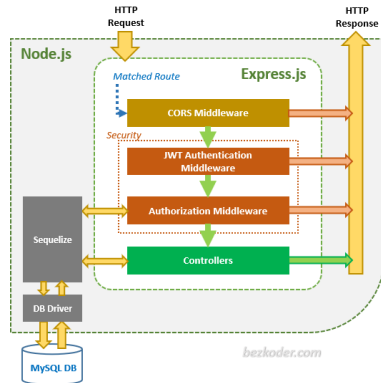 HTTP
Request
HTTP
Response
Node.js
Express.js
Matched Route
CORS Middleware
Security
JWT Authentication
Middleware
Authorization Middleware
Sequelize
Controllers
DB Driver
MySQL DB
bezkoder.com